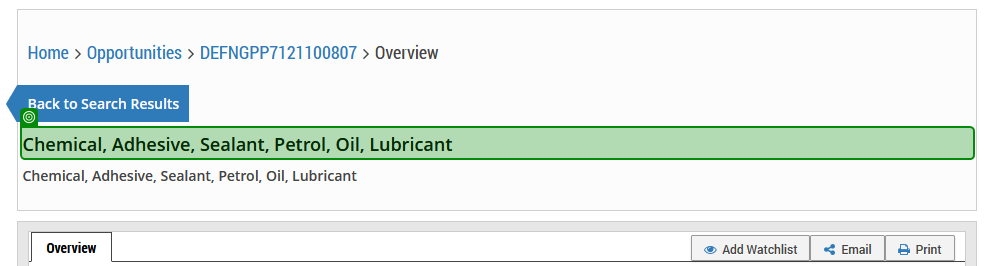 Home > Opportunities > DEFNGPP7121100807 > Overview
Back to Search Results
Chemical, Adhesive, Sealant, Petrol, Oil, Lubricant
Chemical, Adhesive, Sealant, Petrol, Oil, Lubricant
Overview Add Watchlist Email Print